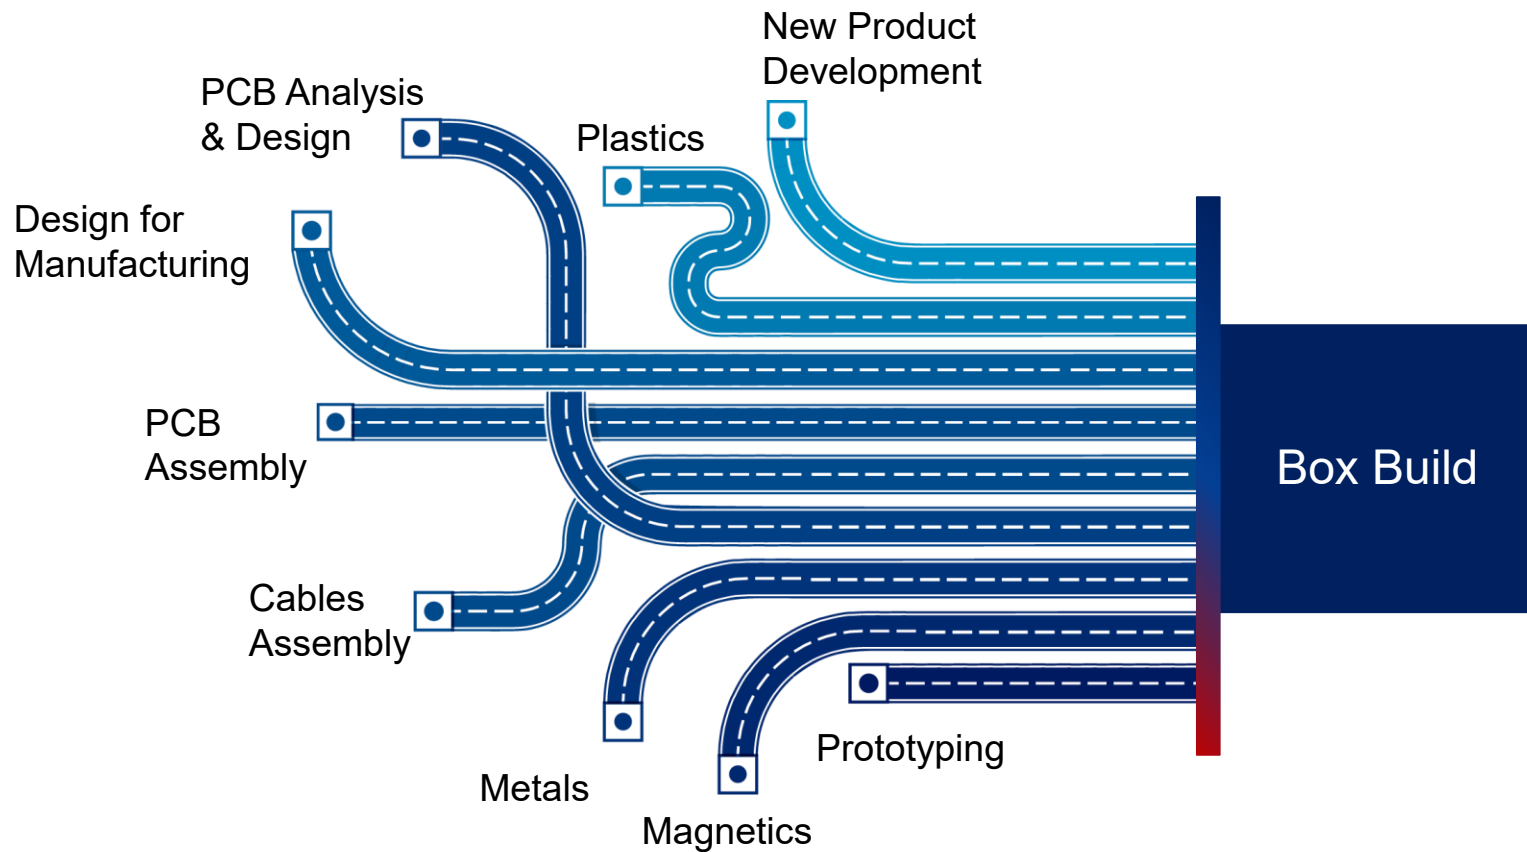 New Product
Development
PCB Analysis
& Design
Plastics
Design for
Manufacturing
PCB
Assembly
Box Build
Cables
Assembly
Prototyping
Metals
Magnetics